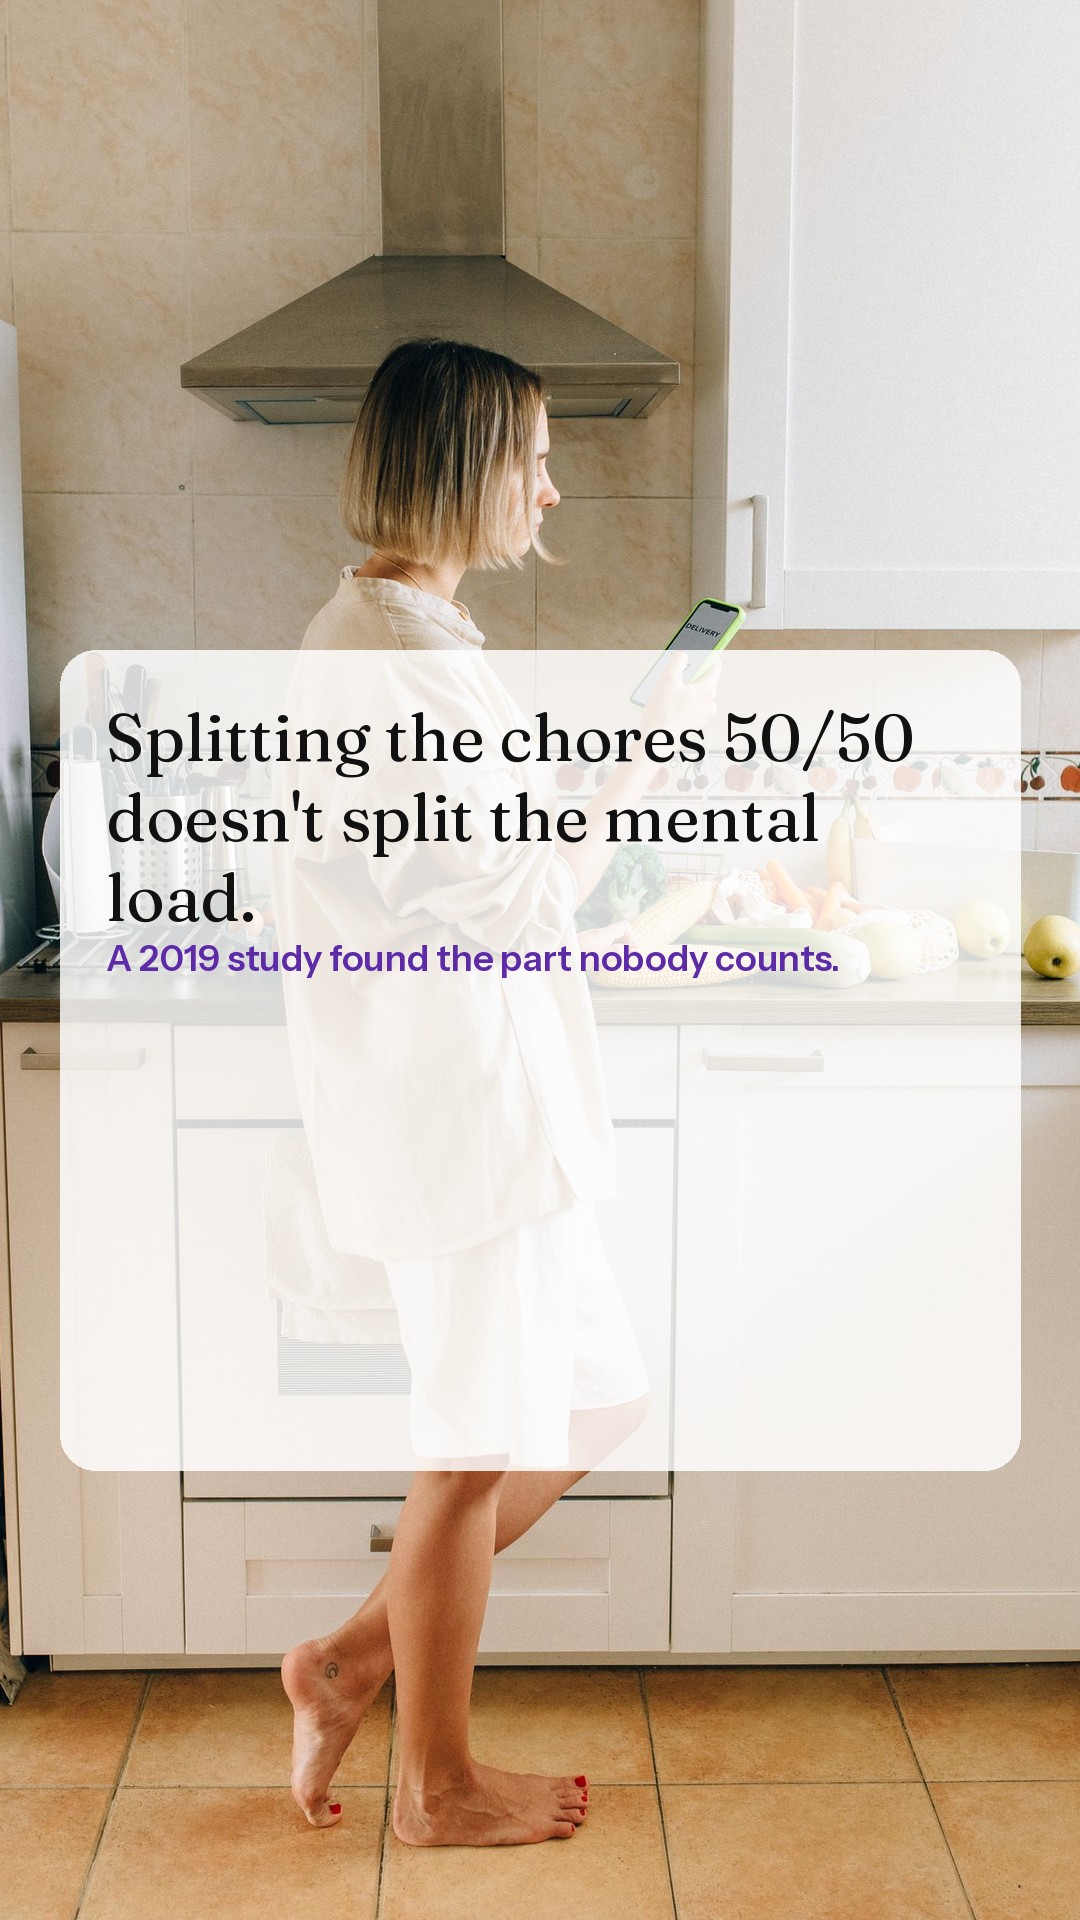 DELIVERY
Splitting the chores 50/50
doesn't split the mental
load.
A 2019 study found the part nobody counts.